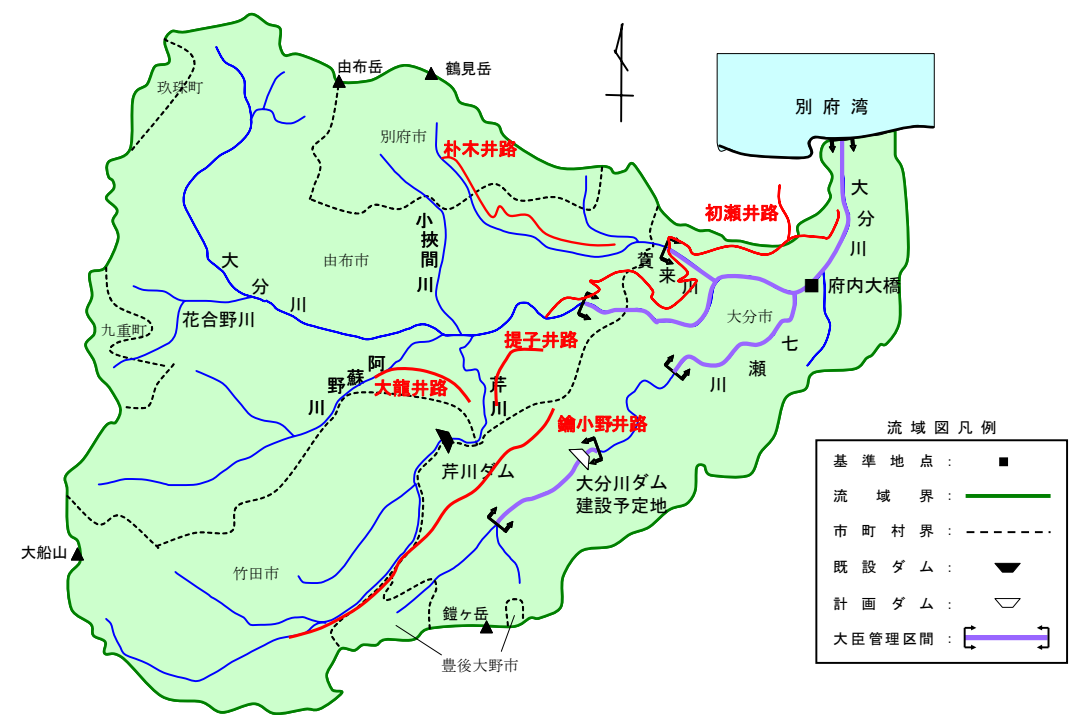 由布岳
鶴見岳
玖珠町
別府市
朴木井路
別府湾
大分川
初瀬井路
小挾間川
賀来川
由布市
大分川
府内大橋
九重町
花合野川
大分市
提子井路
七瀬川
阿蘇野川
大龍井路
芹川
鑰小野井路
芹川ダム
大分川ダム
建設予定地
大船山
竹田市
鎧ヶ岳
豊後大野市
流域図凡例
基準地点：
流域界：
市町村界：
既設ダム：
計画ダム：
大臣管理区間：